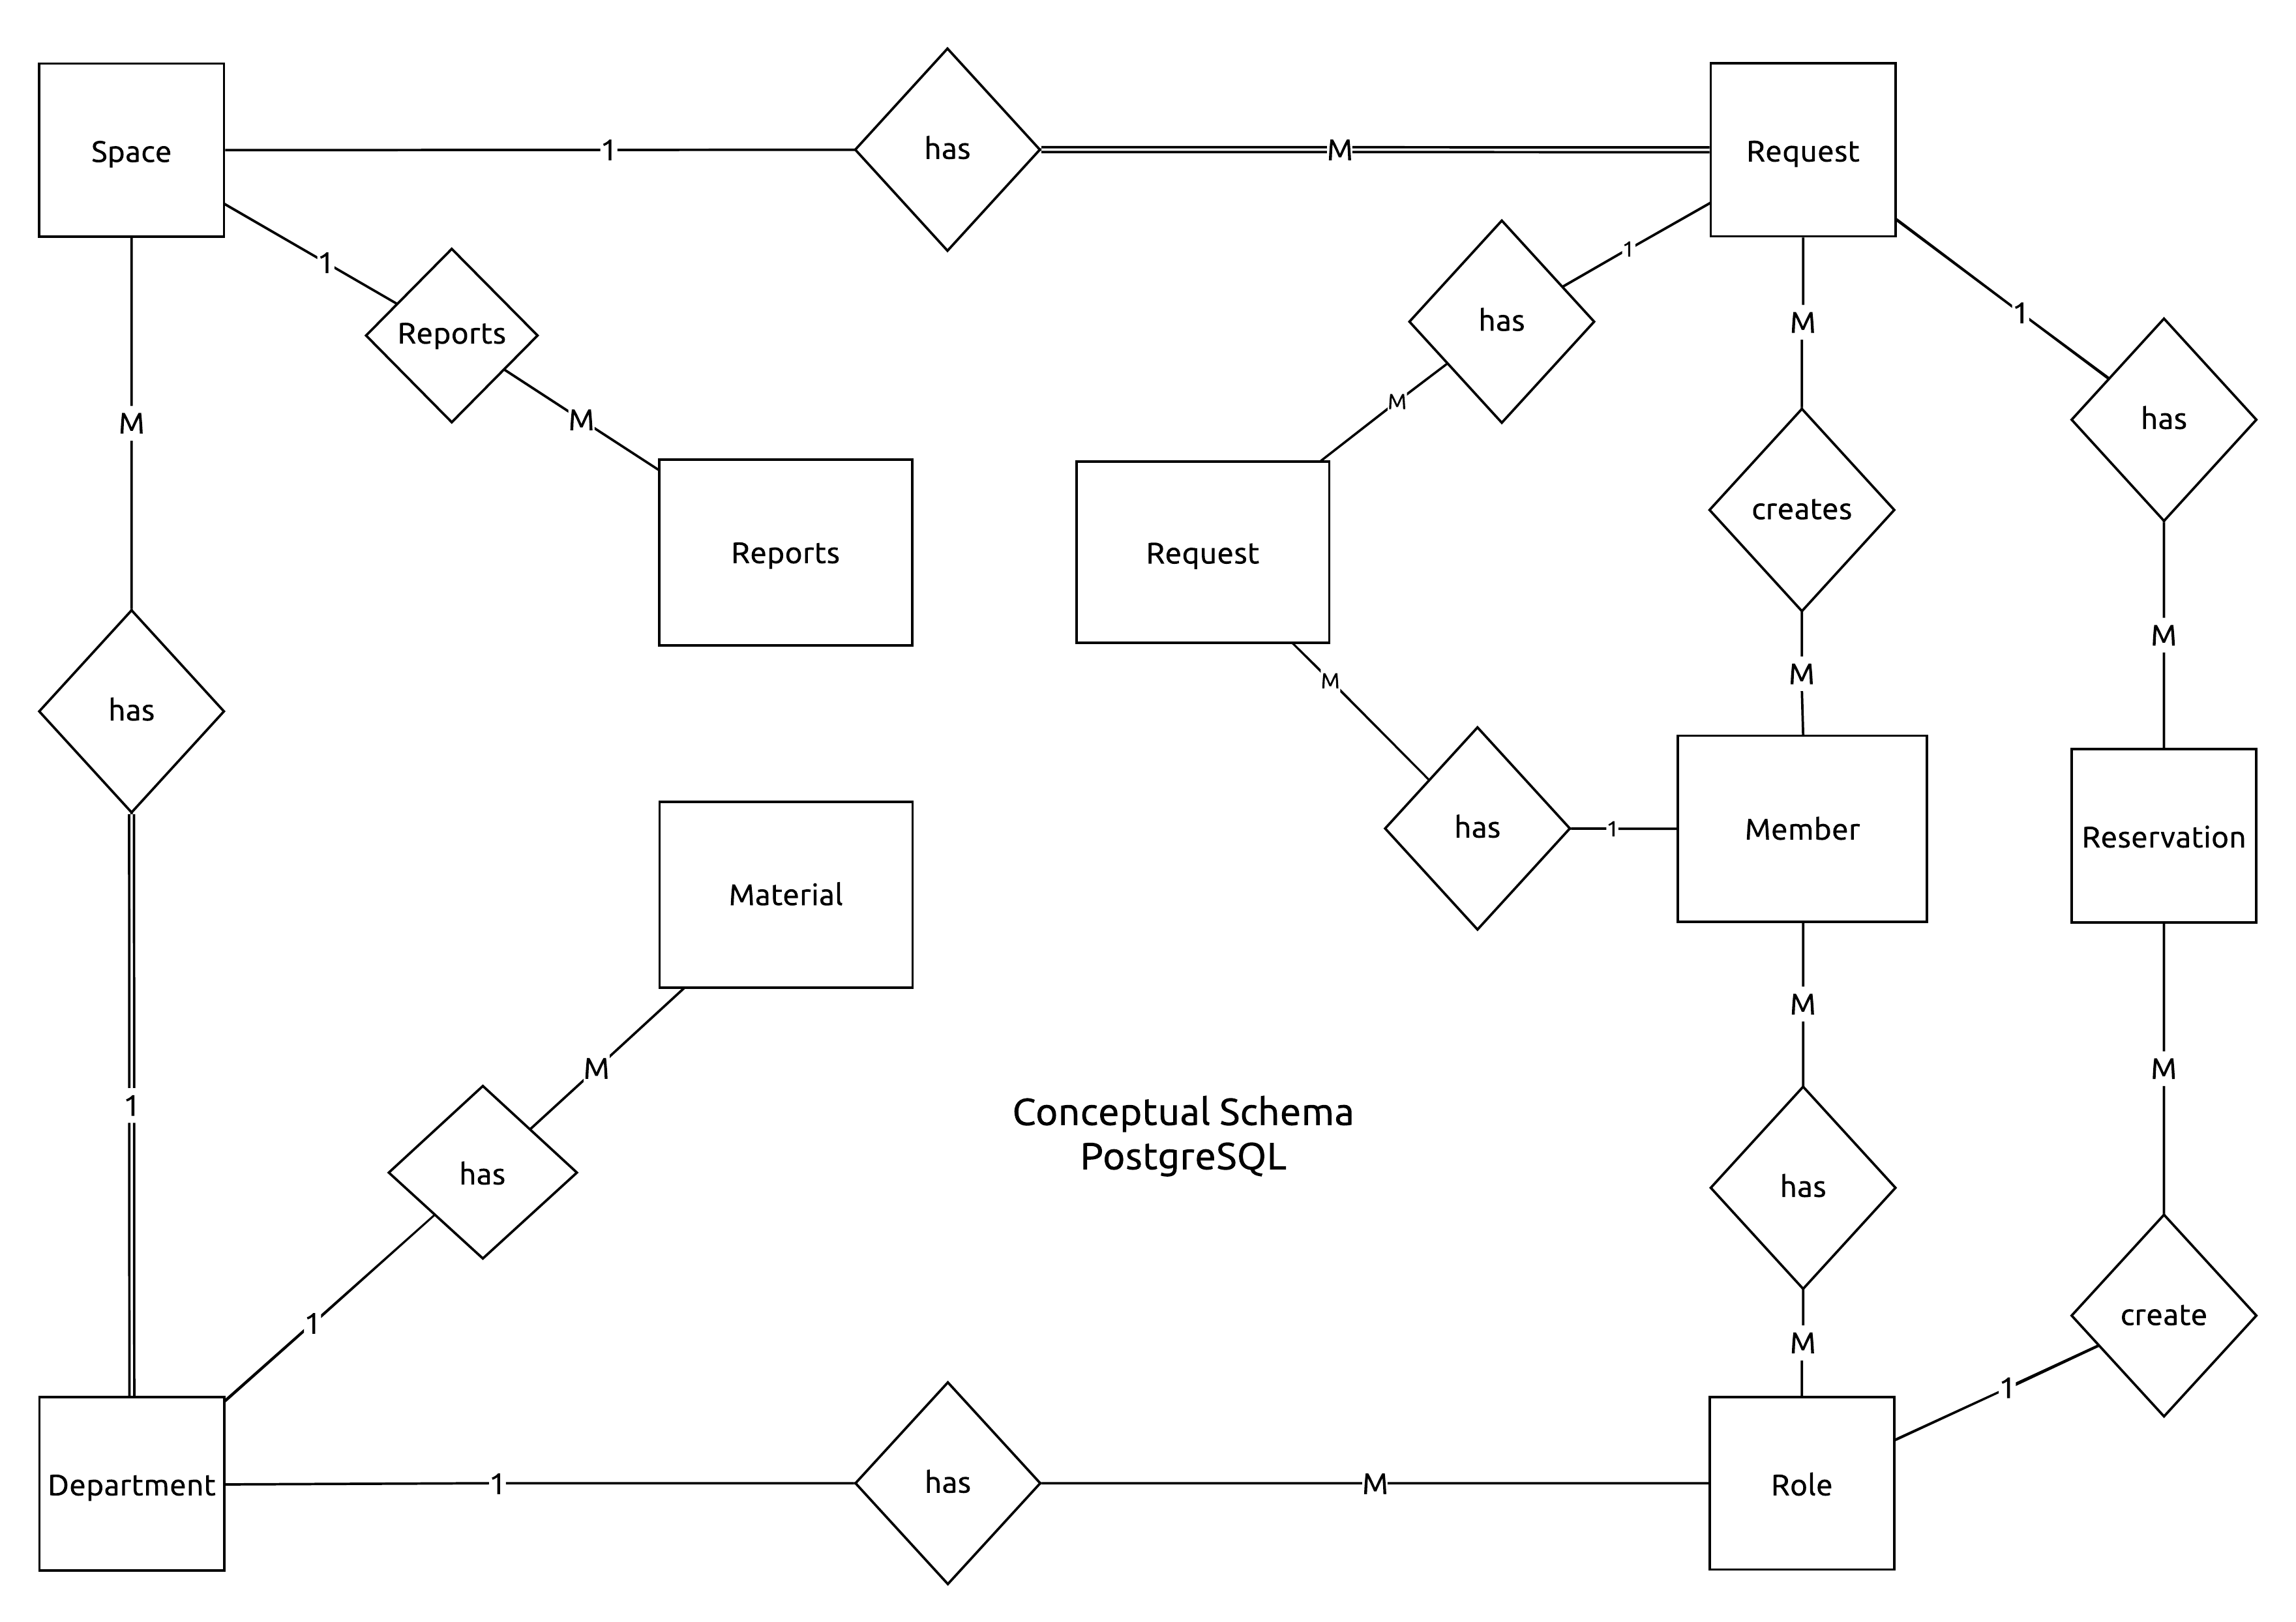 Space
1
has
M
Request
1
Reports
M
Reports
1
has
M
Request
M
creates
M
1
has
M
M
has
M
has
1
Member
Reservation
Material
M
has
1
1
Conceptual Schema
PostgreSQL
M
has
M
M
create
1
Department
1
has
M
Role